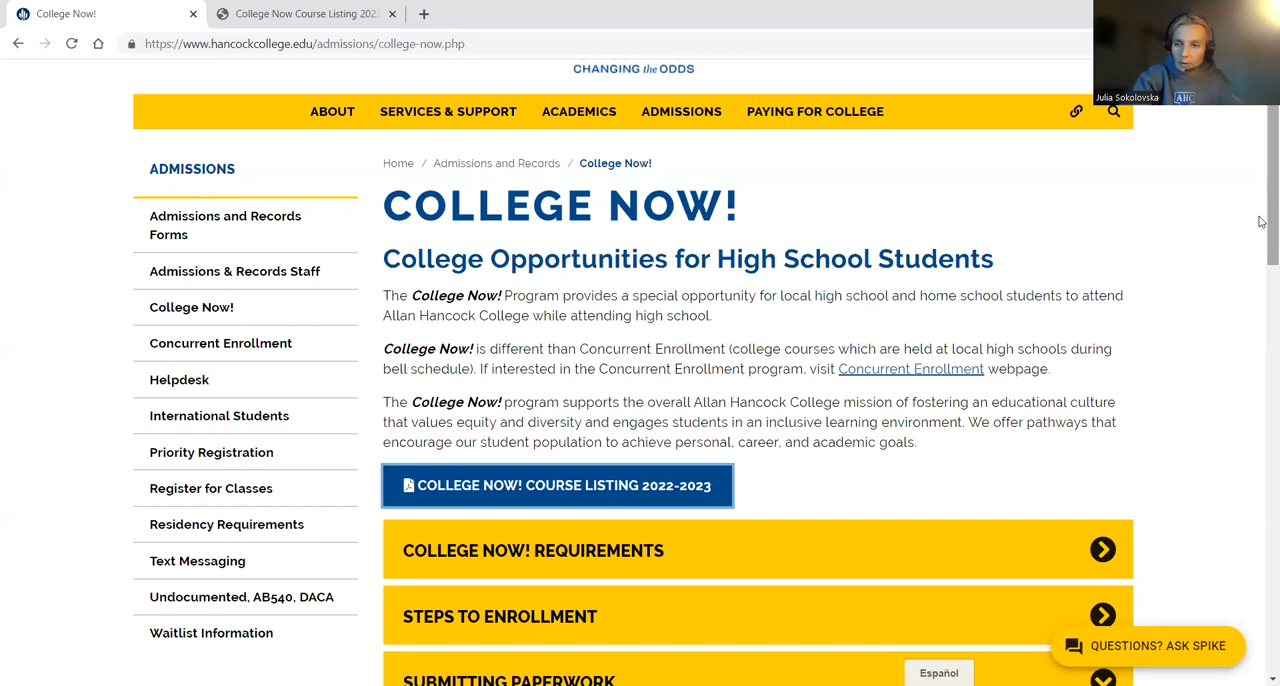 College Now!
College Now Course Listing 202
https://www.hancockcollege.edu/admissions/college-now.php
Julia Sokolovska
AHC
CHANGING the ODDS
ABOUT
SERVICES & SUPPORT
ACADEMICS
ADMISSIONS
PAYING FOR COLLEGE
ADMISSIONS
Admissions and Records
Forms
Admissions & Records Staff
College Now!
Concurrent Enrollment
Helpdesk
International Students
Priority Registration
Register for Classes
Residency Requirements
Text Messaging
Undocumented, AB540, DACA
Waitlist Information
Home / Admissions and Records / College Now!
COLLEGE NOW!
College Opportunities for High School Students
The College Now! Program provides a special opportunity for local high school and home school students to attend
Allan Hancock College while attending high school.
College Now! is different than Concurrent Enrollment (college courses which are held at local high schools during
bell schedule). If interested in the Concurrent Enrollment program, visit Concurrent Enrollment webpage.
The College Now! program supports the overall Allan Hancock College mission of fostering an educational culture
that values equity and diversity and engages students in an inclusive learning environment. We offer pathways that
encourage our student population to achieve personal, career, and academic goals.
COLLEGE NOW! COURSE LISTING 2022-2023
COLLEGE NOW! REQUIREMENTS
STEPS TO ENROLLMENT
SUBMITTING PAPERWORK
QUESTIONS? ASK SPIKE
Español